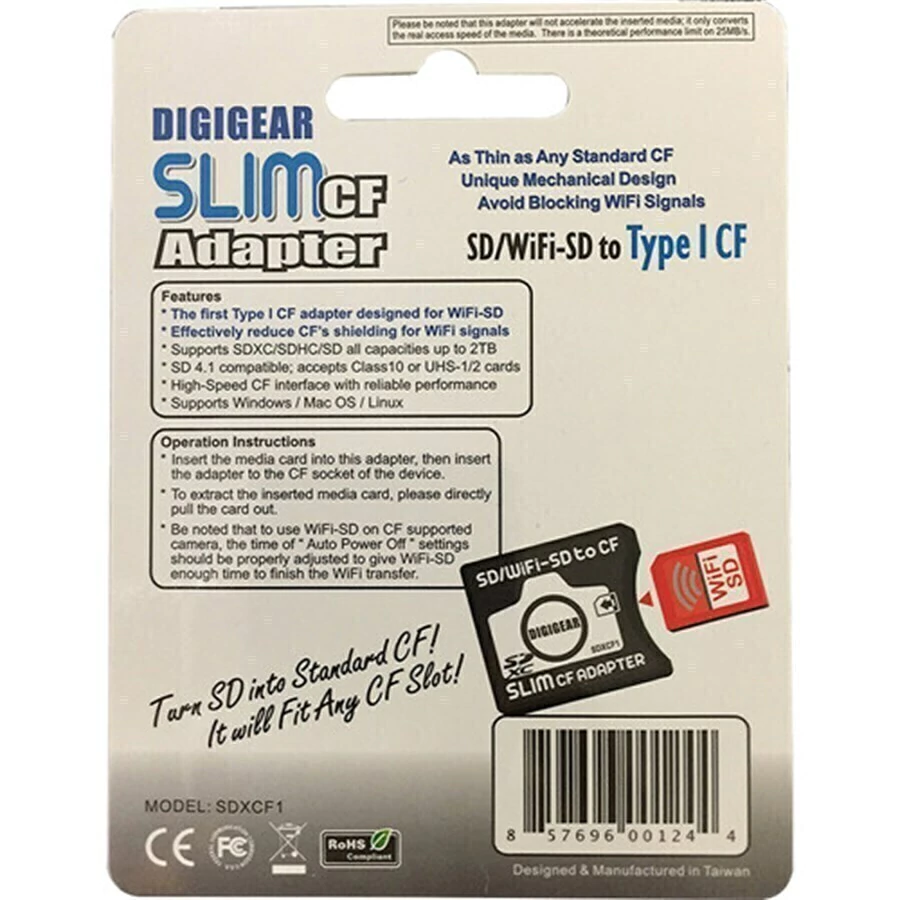 Please be noted that this adapter will not accelerate the inserted media; it only converts
the real access speed of the media. There is a theoretical performance limit on 25MB/s.
DIGIGEAR
SLIM CF
Adapter
As Thin as Any Standard CF
Unique Mechanical Design
Avoid Blocking WiFi Signals
SD/WiFi-SD to Type I CF
Features
* The first Type I CF adapter designed for WiFi-SD
* Effectively reduce CF's shielding for WiFi signals
* Supports SDXC/SDHC/SD all capacities up to 2TB
* SD 4.1 compatible; accepts Class10 or UHS-1/2 cards
* High-Speed CF interface with reliable performance
* Supports Windows / Mac OS / Linux
Operation Instructions
* Insert the media card into this adapter, then insert
the adapter to the CF socket of the device.
* To extract the inserted media card, please directly
pull the card out.
* Be noted that to use WiFi-SD on CF supported
camera, the time of " Auto Power Off " settings
should be properly adjusted to give WiFi-SD
enough time to finish the WiFi transfer.
SD/WiFi-SD to CF
DIGIGEAR
SDXCF1
SD
XC
SLIM CF ADAPTER
WiFi
SD
Turn SD into Standard CF!
It will Fit Any CF Slot!
MODEL: SDXCF1
CE FC RoHS
Compliant
8 57696 00124 4
Designed & Manufactured in Taiwan